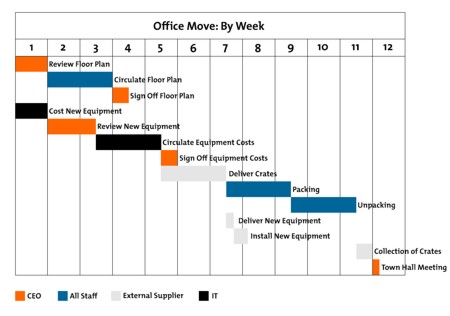 Office Move: By Week
1 2 3 4 5 6 7 8 9 10 11 12
Review Floor Plan
Circulate Floor Plan
Sign Off Floor Plan
Cost New Equipment
Review New Equipment
Circulate Equipment Costs
Sign Off Equipment Costs
Deliver Crates
Packing
Unpacking
Deliver New Equipment
Install New Equipment
Collection of Crates
Town Hall Meeting
CEO All Staff External Supplier IT